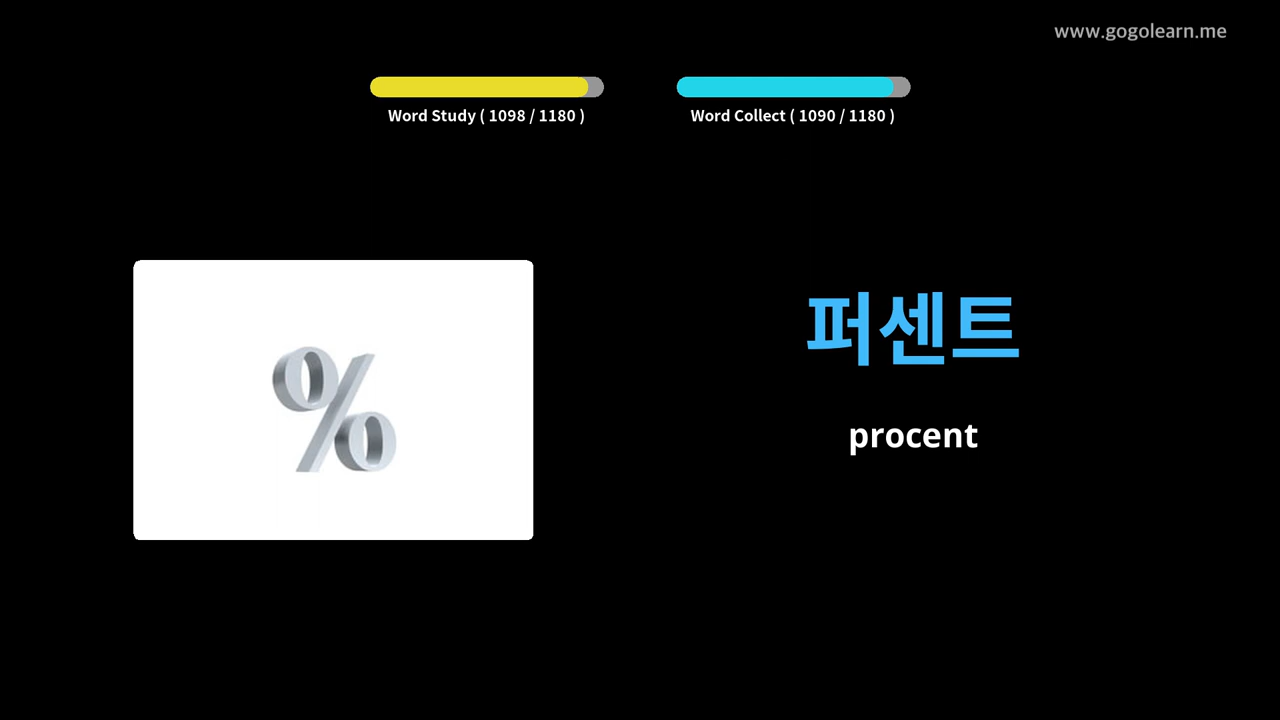 www.gogolearn.me
Word Study ( 1098 / 1180 )
Word Collect ( 1090 / 1180 )
%
퍼센트
procent